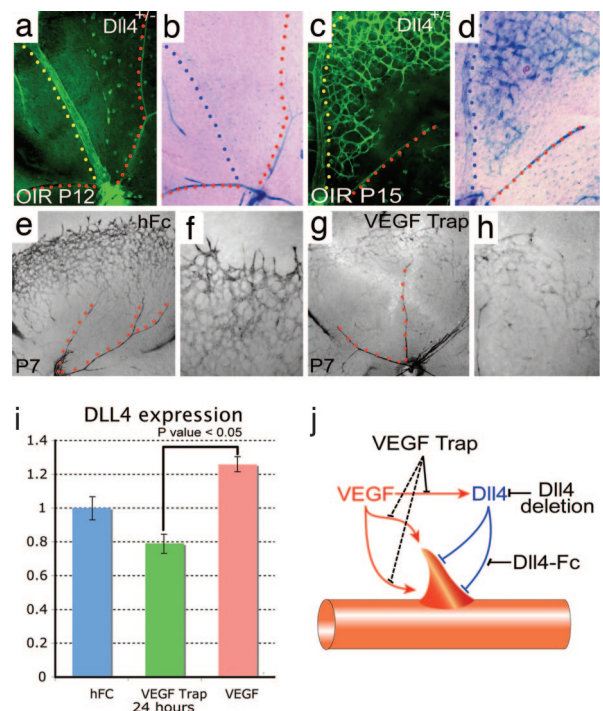 a Dll4+/- b c Dll4+/- d
OIR P12 OIR P15
e hFc f g VEGF Trap h
P7 P7
i DLL4 expression
P value < 0.05
1.4
1.2
1
0.8
0.6
0.4
0.2
0
hFC VEGF Trap VEGF
24 hours
j
VEGF Trap
VEGF Dll4 Dll4
deletion
Dll4-Fc